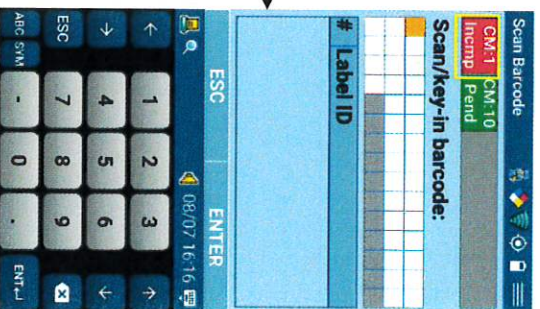 Scan Barcode
CM:1 CM:10
Incmp Pend
Scan/key-in barcode:
# Label ID
ESC ENTER
08/07 16:16
1 2 3
4 5 6
ESC 7 8 9
ABC SYM - 0 . ENT